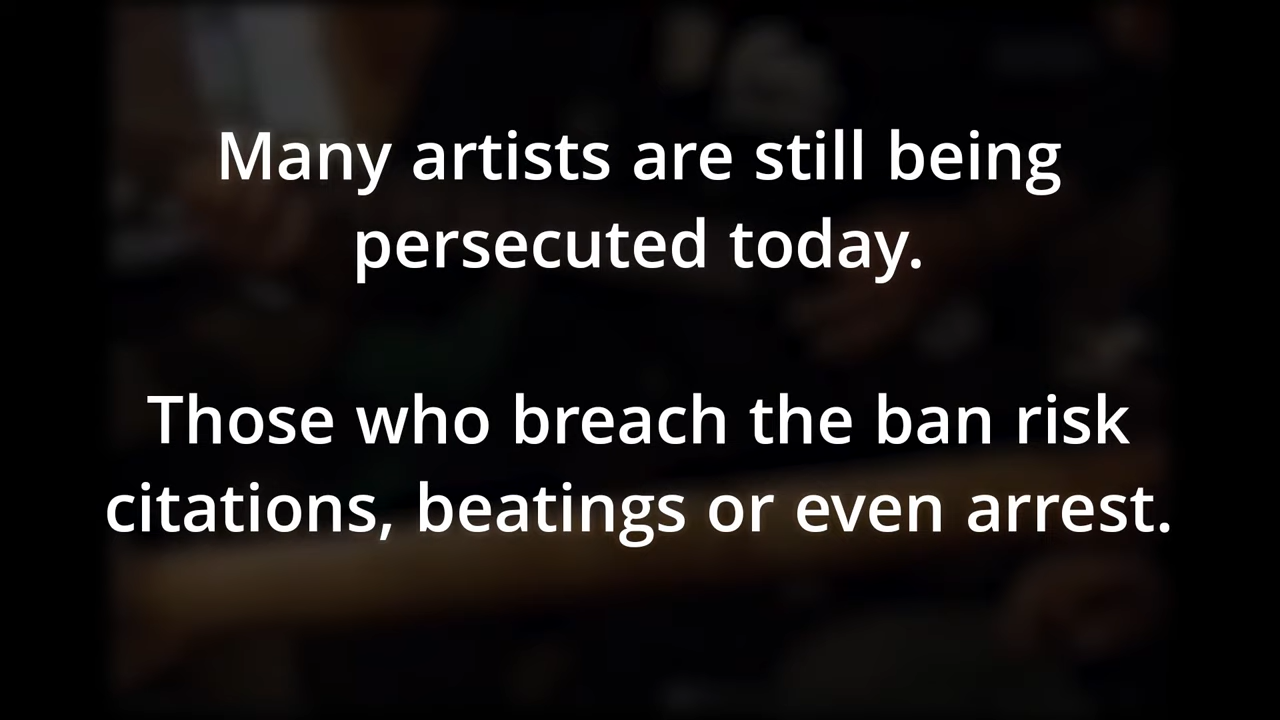 Many artists are still being
persecuted today.
Those who breach the ban risk
citations, beatings or even arrest.